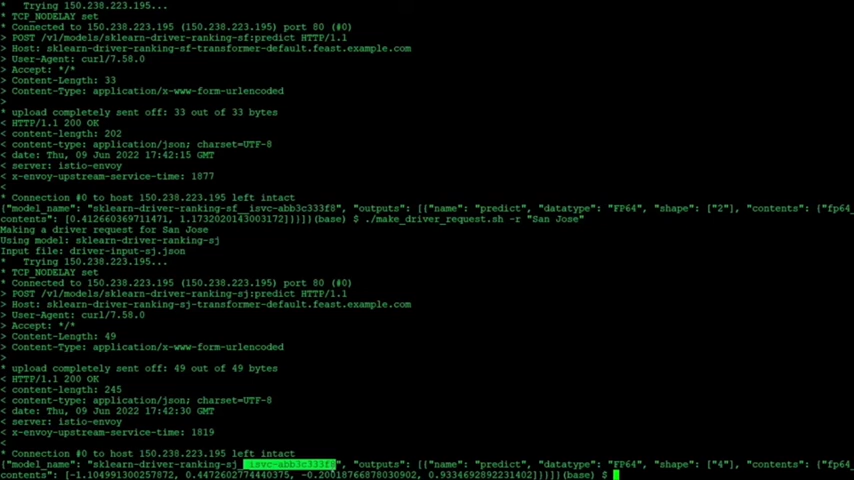 *   Trying 150.238.223.195...
* TCP_NODELAY set
* Connected to 150.238.223.195 (150.238.223.195) port 80 (#0)
> POST /v1/models/sklearn-driver-ranking-sf:predict HTTP/1.1
> Host: sklearn-driver-ranking-sf-transformer-default.feast.example.com
> User-Agent: curl/7.58.0
> Accept: */*
> Content-Length: 33
> Content-Type: application/x-www-form-urlencoded
>
* upload completely sent off: 33 out of 33 bytes
< HTTP/1.1 200 OK
< content-length: 202
< content-type: application/json; charset=UTF-8
< date: Thu, 09 Jun 2022 17:42:15 GMT
< server: istio-envoy
< x-envoy-upstream-service-time: 1877
<
* Connection #0 to host 150.238.223.195 left intact
{"model_name": "sklearn-driver-ranking-sf__isvc-abb3c333f8", "outputs": [{"name": "predict", "datatype": "FP64", "shape": ["2"], "contents": {"fp64_
contents": [0.412660369711471, 1.1732020143003172]}}]}(base) $ ./make_driver_request.sh -r "San Jose"
Making a driver request for San Jose
Using model: sklearn-driver-ranking-sj
Input file: driver-input-sj.json
*   Trying 150.238.223.195...
* TCP_NODELAY set
* Connected to 150.238.223.195 (150.238.223.195) port 80 (#0)
> POST /v1/models/sklearn-driver-ranking-sj:predict HTTP/1.1
> Host: sklearn-driver-ranking-sj-transformer-default.feast.example.com
> User-Agent: curl/7.58.0
> Accept: */*
> Content-Length: 49
> Content-Type: application/x-www-form-urlencoded
>
* upload completely sent off: 49 out of 49 bytes
< HTTP/1.1 200 OK
< content-length: 245
< content-type: application/json; charset=UTF-8
< date: Thu, 09 Jun 2022 17:42:30 GMT
< server: istio-envoy
< x-envoy-upstream-service-time: 1819
<
* Connection #0 to host 150.238.223.195 left intact
{"model_name": "sklearn-driver-ranking-sj__isvc-abb3c333f8", "outputs": [{"name": "predict", "datatype": "FP64", "shape": ["4"], "contents": {"fp64_
contents": [-1.104991300257872, 0.4472602774440375, -0.20018766878030902, 0.9334692892231402]}}]}(base) $